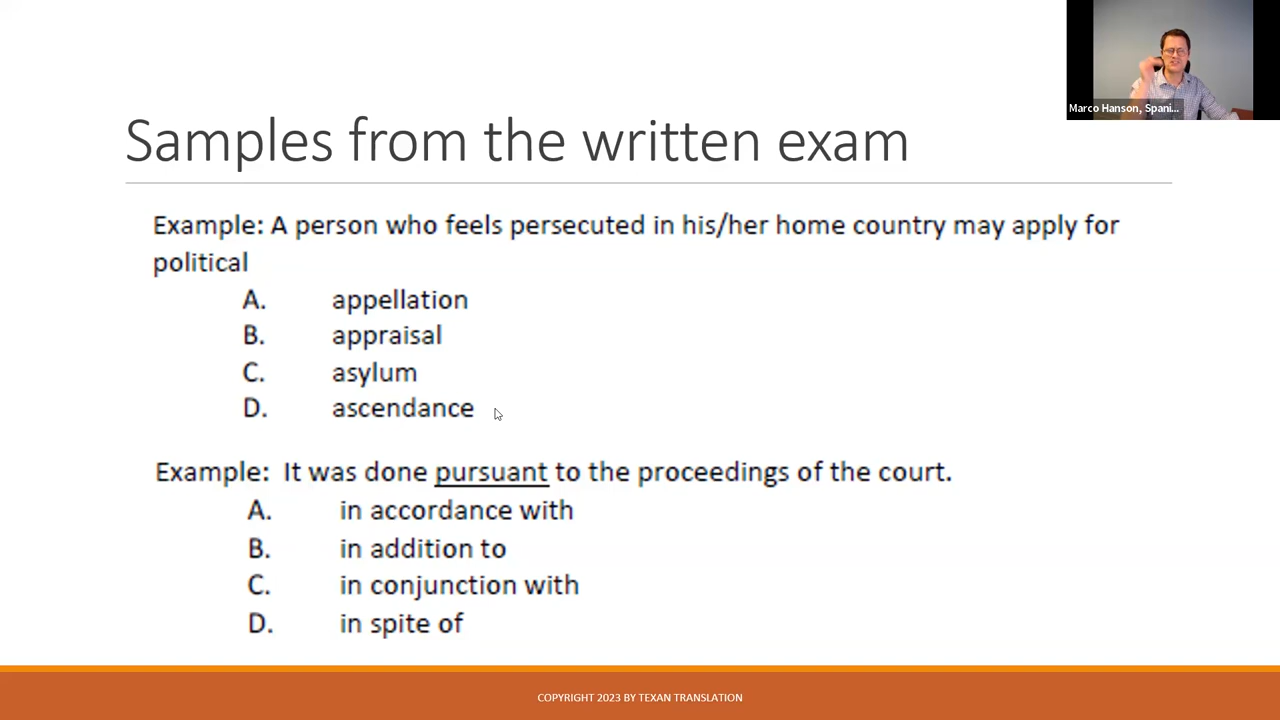 Marco Hanson, Spani...
Samples from the written exam
Example: A person who feels persecuted in his/her home country may apply for
political
A. appellation
B. appraisal
C. asylum
D. ascendance
Example: It was done pursuant to the proceedings of the court.
A. in accordance with
B. in addition to
C. in conjunction with
D. in spite of
COPYRIGHT 2023 BY TEXAN TRANSLATION